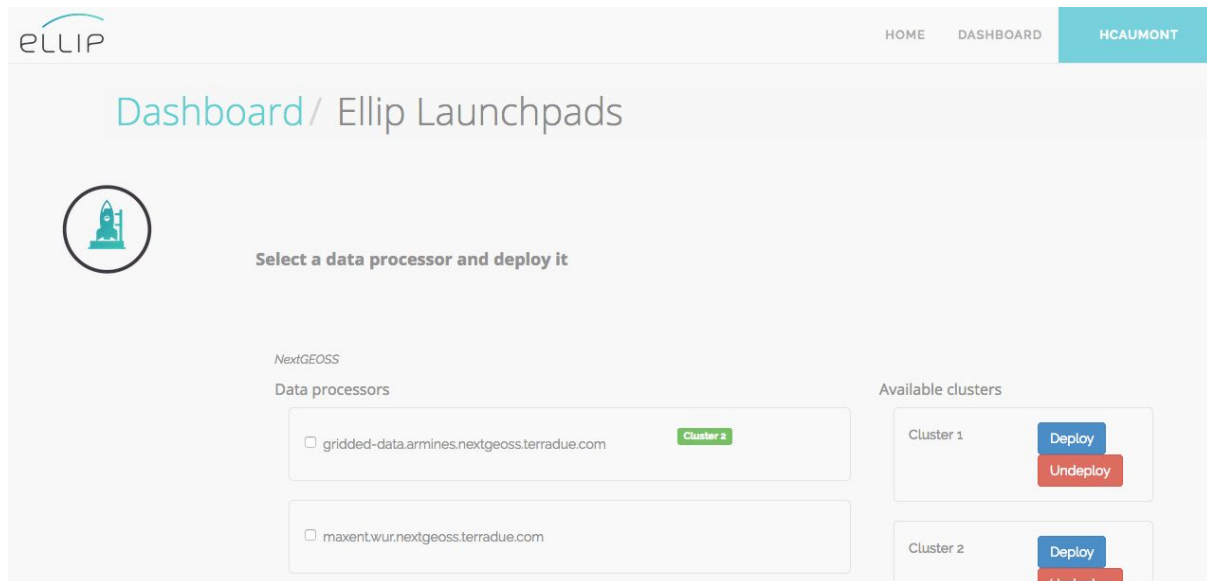 ellip
HOME DASHBOARD HCAUMONT
Dashboard / Ellip Launchpads
Select a data processor and deploy it
NextGEOSS
Data processors
Available clusters
gridded-data.armines.nextgeoss.terradue.com
Cluster 2
Cluster 1
Deploy
Undeploy
maxent.wur.nextgeoss.terradue.com
Cluster 2
Deploy